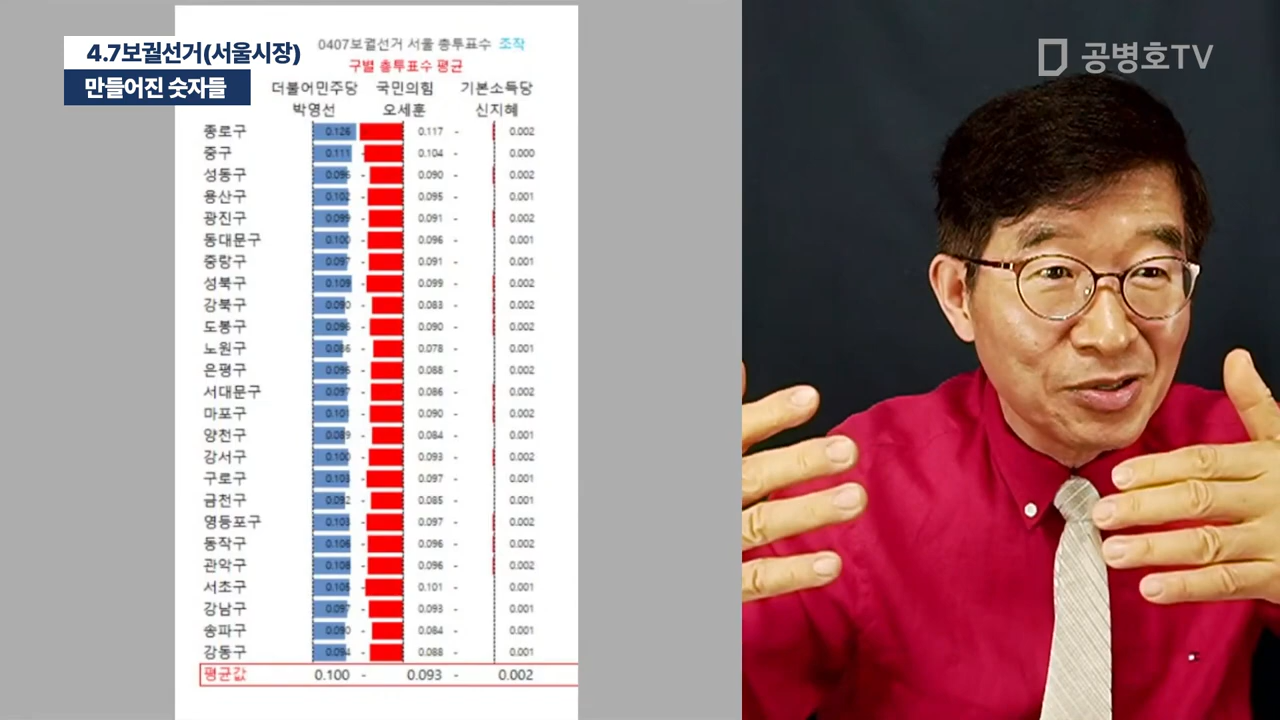 4.7보궐선거(서울시장)
만들어진 숫자들
공병호TV
0407보궐선거 서울 총투표수 조작
구별 총투표수 평균
더불어민주당 국민의힘 기본소득당
박영선 오세훈 신지혜
종로구 0.126 - 0.117 - 0.002
중구 0.111 - 0.104 - 0.000
성동구 0.096 - 0.090 - 0.002
용산구 0.102 - 0.095 - 0.001
광진구 0.099 - 0.091 - 0.002
동대문구 0.100 - 0.096 - 0.001
중랑구 0.097 - 0.091 - 0.001
성북구 0.109 - 0.099 - 0.002
강북구 0.090 - 0.083 - 0.002
도봉구 0.096 - 0.090 - 0.002
노원구 0.086 - 0.078 - 0.001
은평구 0.096 - 0.088 - 0.002
서대문구 0.097 - 0.086 - 0.002
마포구 0.101 - 0.090 - 0.002
양천구 0.089 - 0.084 - 0.001
강서구 0.100 - 0.093 - 0.002
구로구 0.103 - 0.097 - 0.001
금천구 0.092 - 0.085 - 0.001
영등포구 0.103 - 0.097 - 0.002
동작구 0.106 - 0.096 - 0.002
관악구 0.108 - 0.096 - 0.002
서초구 0.105 - 0.101 - 0.001
강남구 0.097 - 0.093 - 0.001
송파구 0.090 - 0.084 - 0.001
강동구 0.094 - 0.088 - 0.001
평균값 0.100 - 0.093 - 0.002